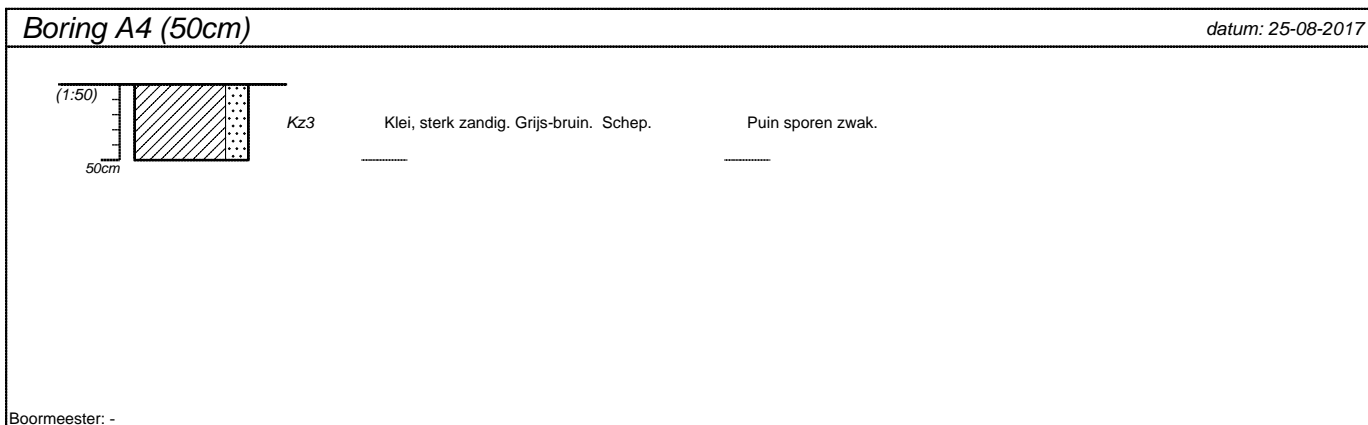 Boring A4 (50cm)
datum: 25-08-2017
(1:50)
Kz3 Klei, sterk zandig. Grijs-bruin. Schep. Puin sporen zwak.
50cm
Boormeester: -